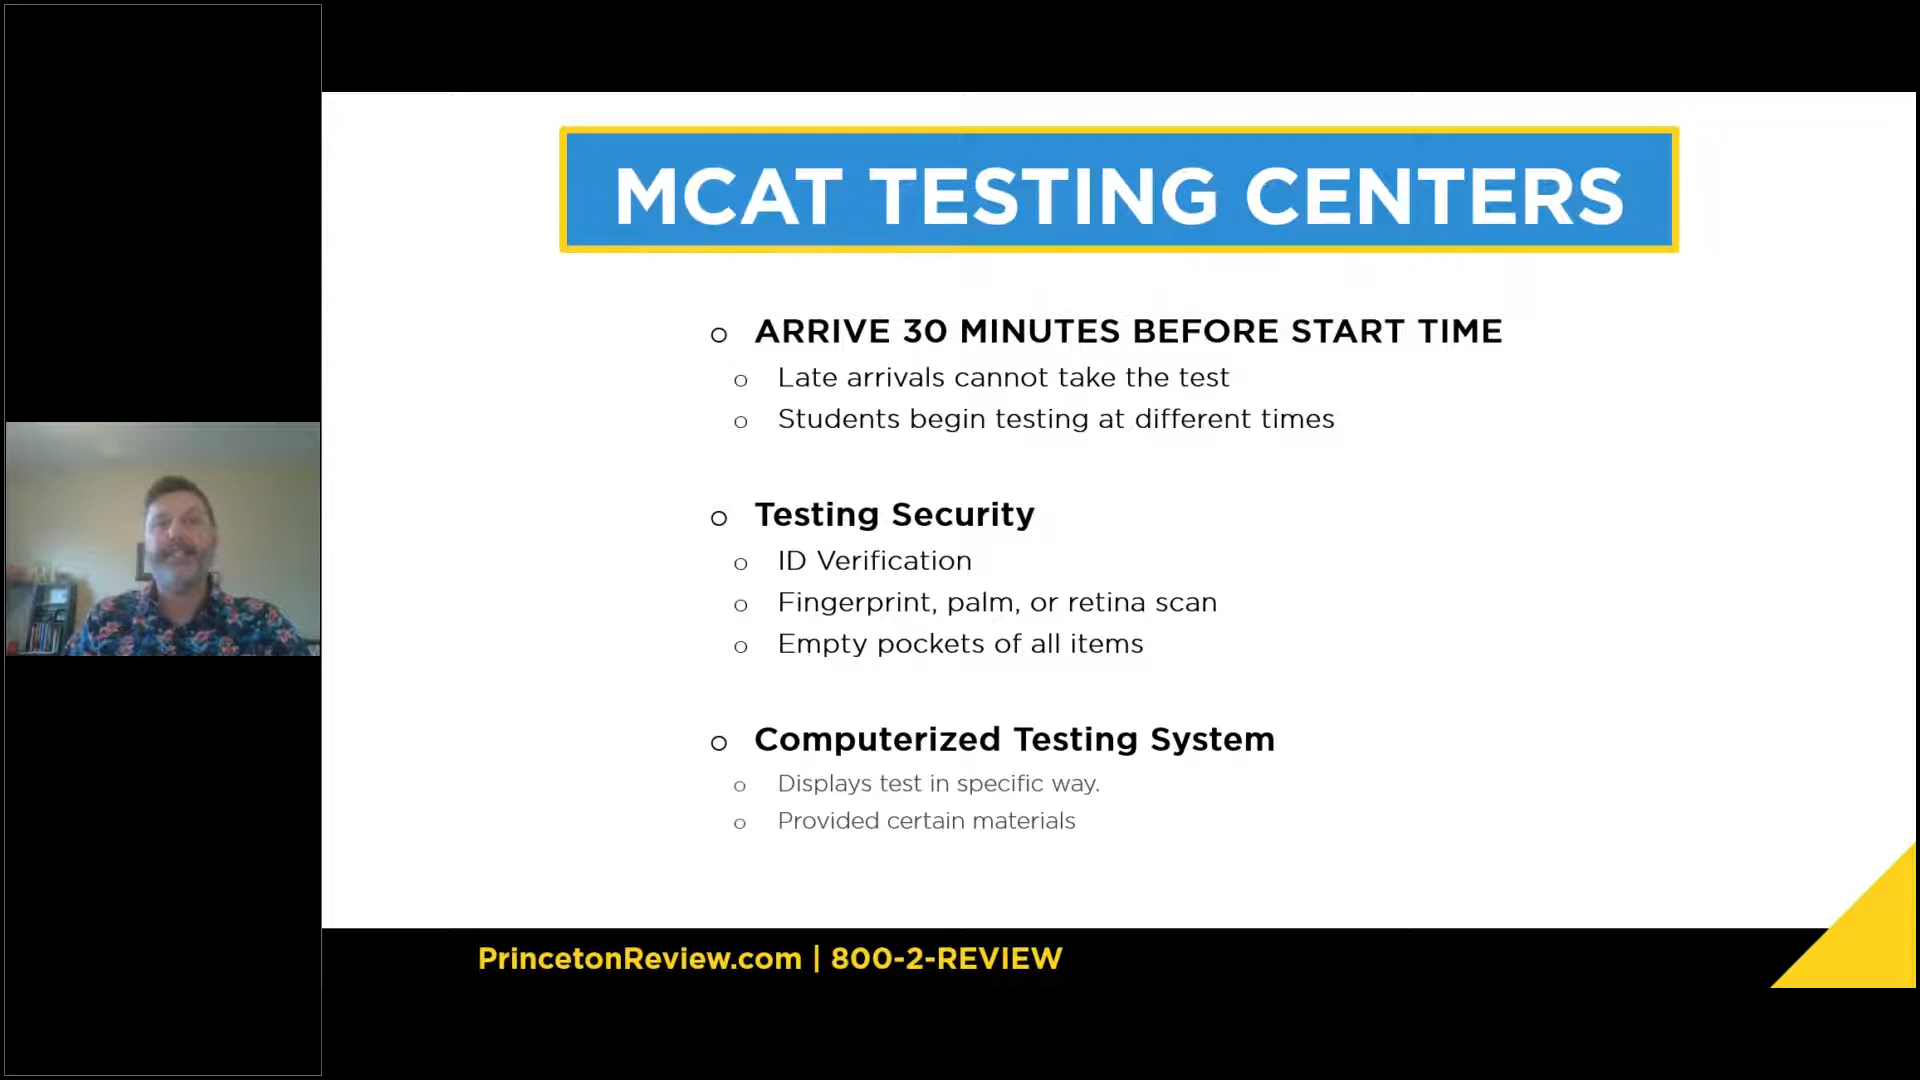 MCAT TESTING CENTERS
o ARRIVE 30 MINUTES BEFORE START TIME
o Late arrivals cannot take the test
o Students begin testing at different times
o Testing Security
o ID Verification
o Fingerprint, palm, or retina scan
o Empty pockets of all items
o Computerized Testing System
o Displays test in specific way.
o Provided certain materials
PrincetonReview.com | 800-2-REVIEW